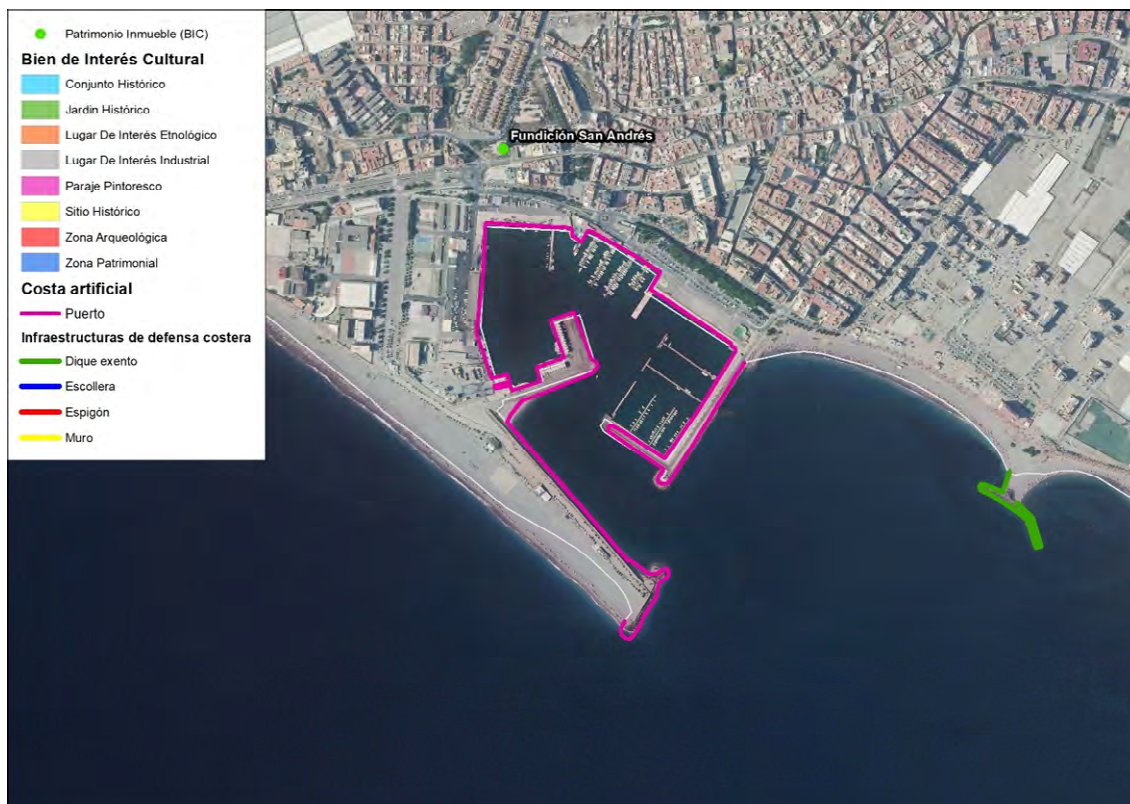 Patrimonio Inmueble (BIC)
Bien de Interés Cultural
Conjunto Histórico
Jardin Histórico
Lugar De Interés Etnológico
Lugar De Interés Industrial
Paraje Pintoresco
Sitio Histórico
Zona Arqueológica
Zona Patrimonial
Costa artificial
Puerto
Infraestructuras de defensa costera
Dique exento
Escollera
Espigón
Muro
Fundición San Andrés